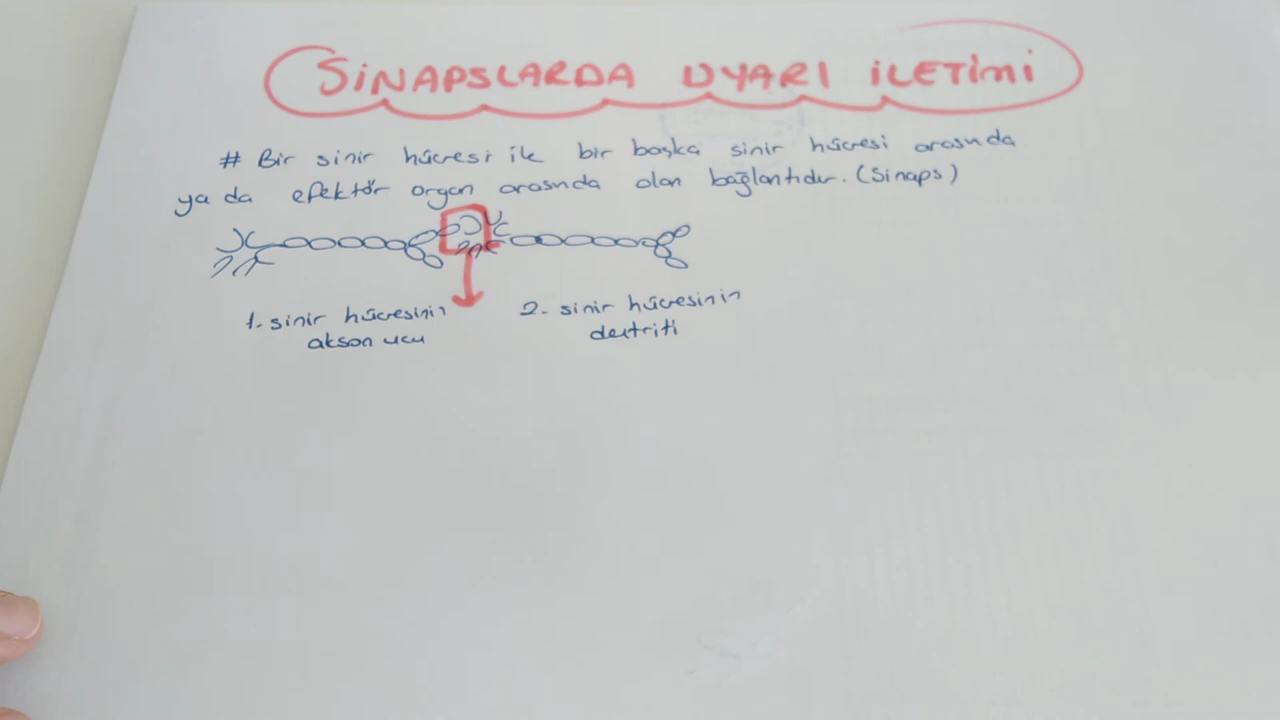 SİNAPSLARDA UYARI İLETİMİ
# Bir sinir hücresi ile bir başka sinir hücresi arasında
ya da efektör organ arasında olan bağlantıdır. (Sinaps)
1. sinir hücresinin
akson ucu
2. sinir hücresinin
dentriti